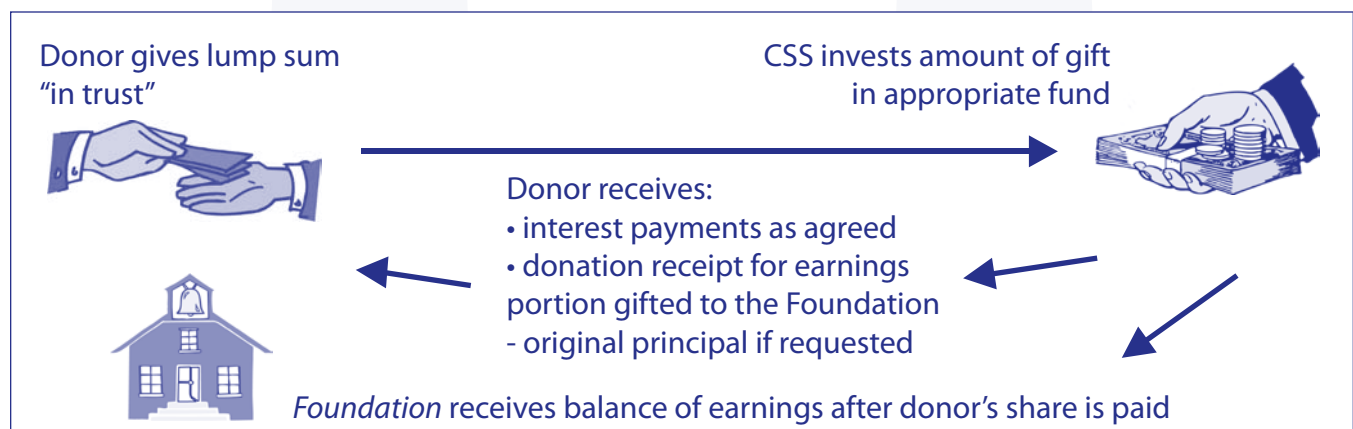 Donor gives lump sum
“in trust”
CSS invests amount of gift
in appropriate fund
Donor receives:
• interest payments as agreed
• donation receipt for earnings
portion gifted to the Foundation
- original principal if requested
Foundation receives balance of earnings after donor’s share is paid